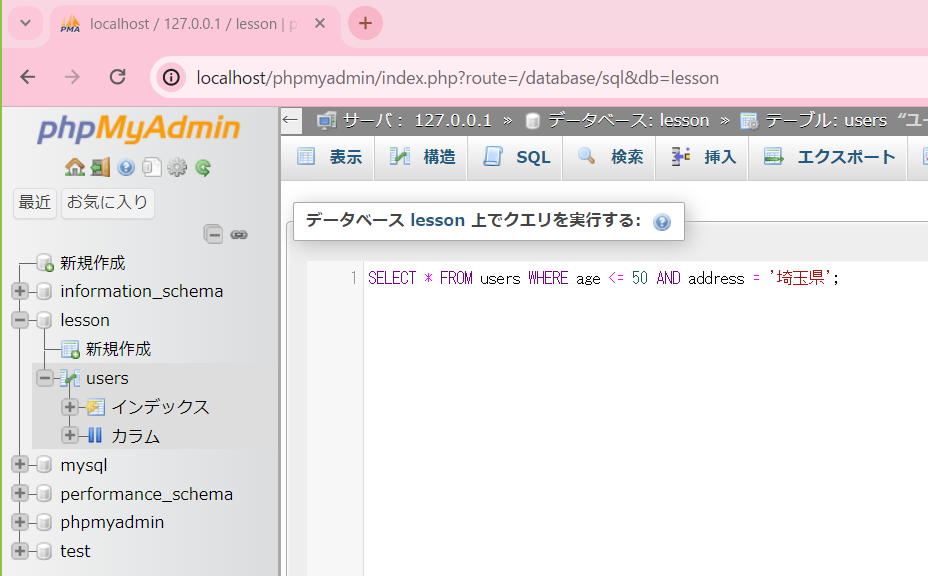 localhost / 127.0.0.1 / lesson | p
localhost/phpmyadmin/index.php?route=/database/sql&db=lesson
phpMyAdmin
最近 お気に入り
新規作成
information_schema
lesson
新規作成
users
インデックス
カラム
mysql
performance_schema
phpmyadmin
test
サーバ: 127.0.0.1 » データベース: lesson » テーブル: users “ユー
表示 構造 SQL 検索 挿入 エクスポート
データベース lesson 上でクエリを実行する:
1 SELECT * FROM users WHERE age <= 50 AND address = '埼玉県';